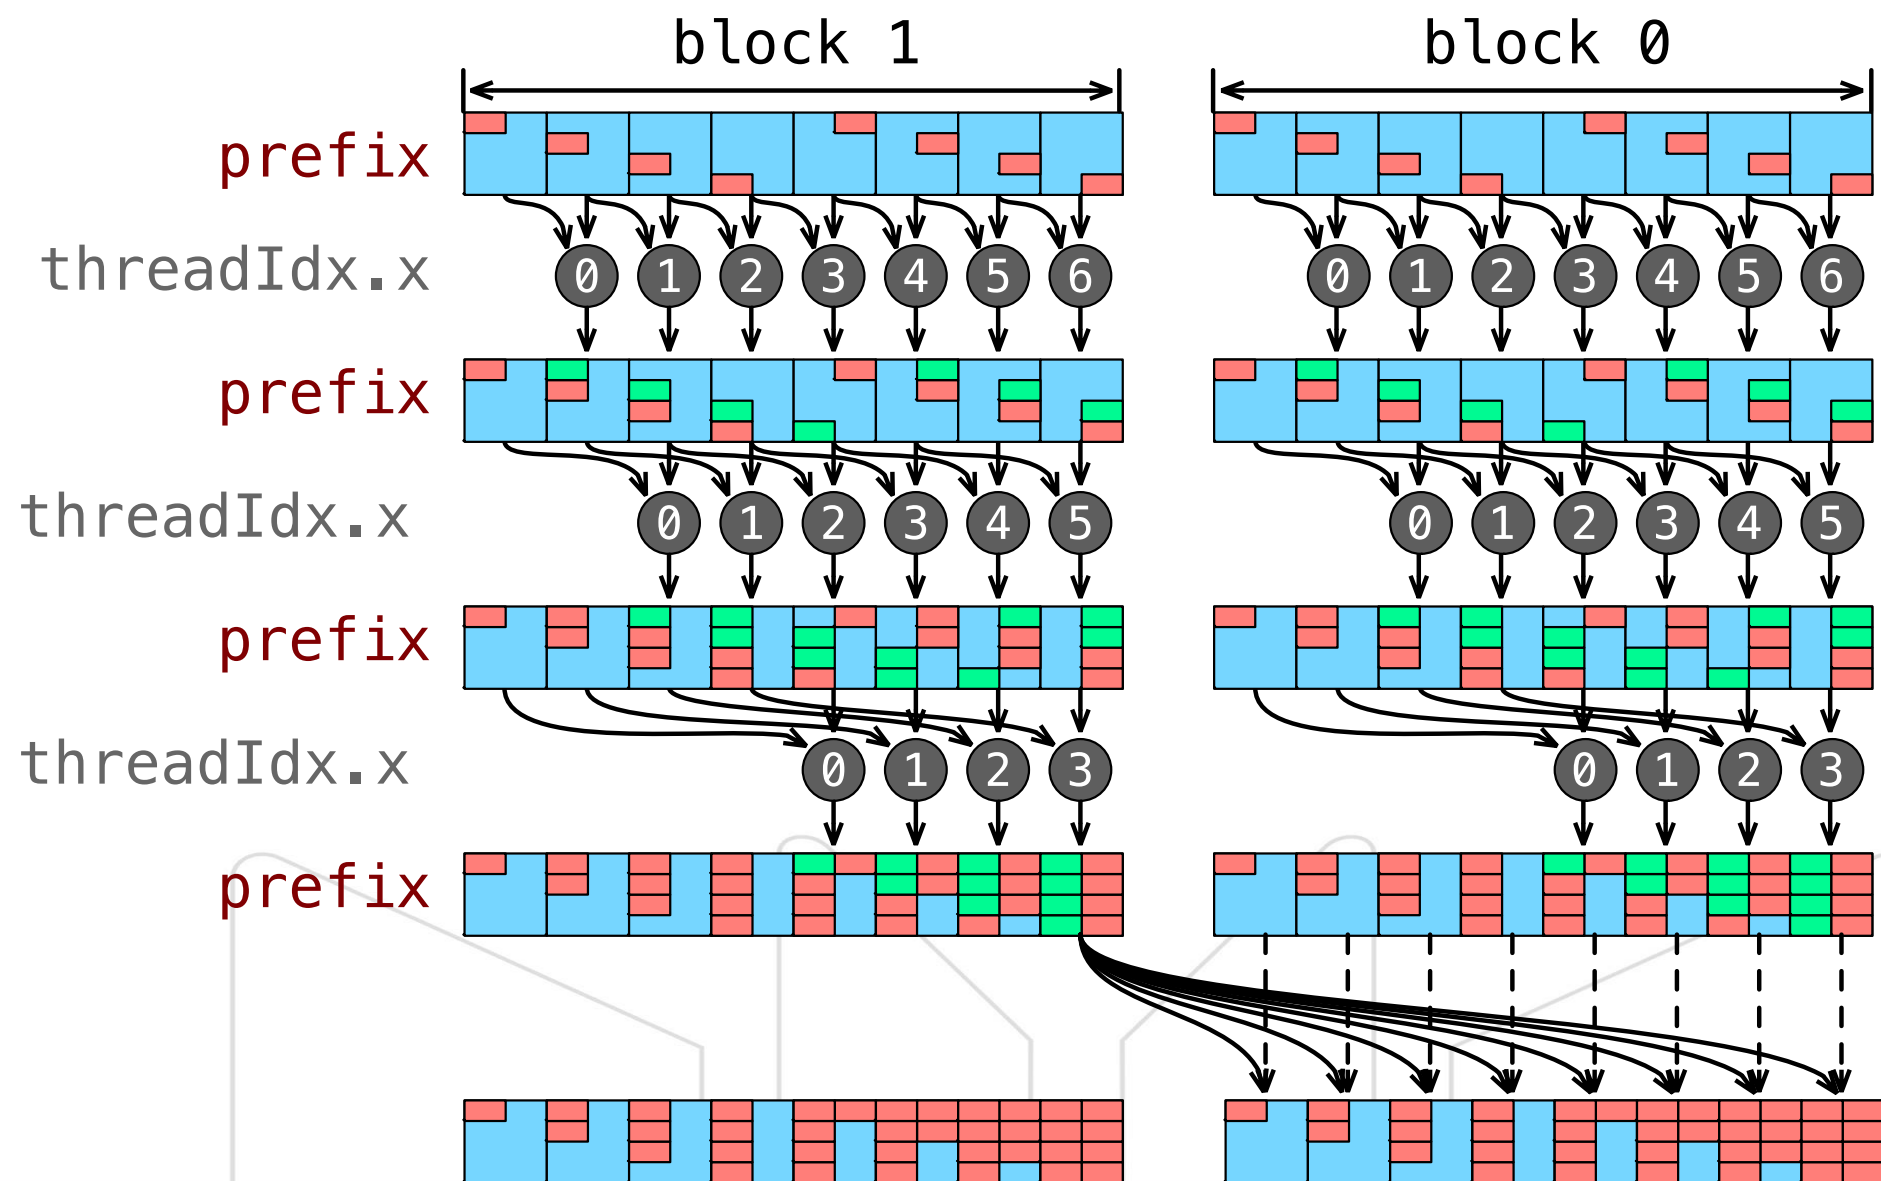 block 1 block 0
prefix
threadIdx.x 0 1 2 3 4 5 6 0 1 2 3 4 5 6
prefix
threadIdx.x 0 1 2 3 4 5 0 1 2 3 4 5
prefix
threadIdx.x 0 1 2 3 0 1 2 3
prefix